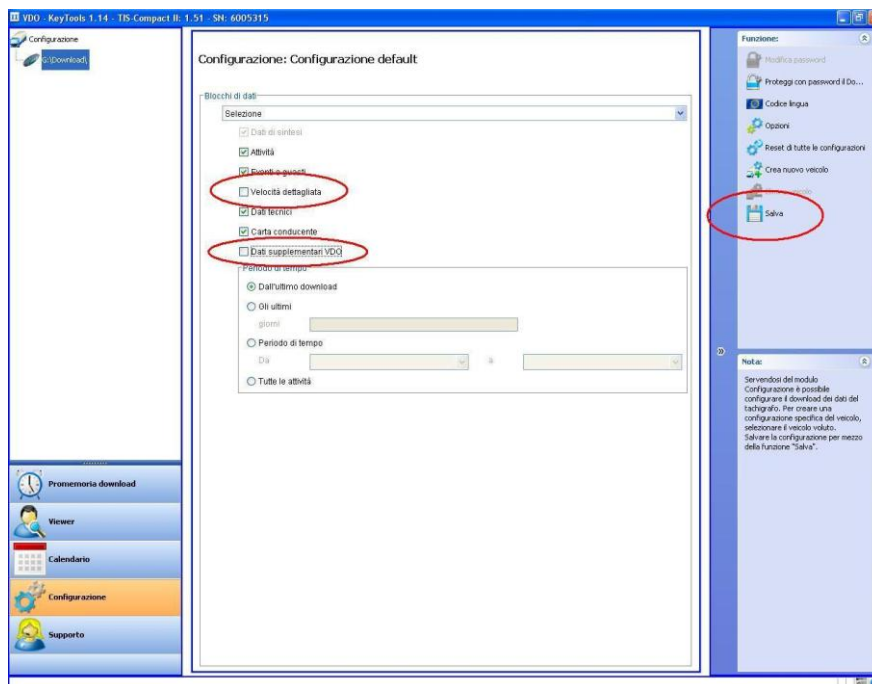 VDO - KeyTools 1.14 - TIS-Compact II: 1.51 - SN: 6005315
Configurazione
G:\Download\
Configurazione: Configurazione default
Blocchi di dati
Selezione
Dati di sintesi
Attività
Eventi e guasti
Velocità dettagliata
Dati tecnici
Carta conducente
Dati supplementari VDO
Periodo di tempo
Dall'ultimo download
Gli ultimi
giorni
Periodo di tempo
Da
a
Tutte le attività
Funzione:
Modifica password
Proteggi con password il Do...
Codice lingua
Opzioni
Reset di tutte le configurazioni
Crea nuovo veicolo
Salva
Nota:
Servendosi del modulo
Configurazione è possibile
configurare il download dei dati del
tachigrafo. Per creare una
configurazione specifica del veicolo,
selezionare il veicolo voluto.
Salvare la configurazione per mezzo
della funzione "Salva".
Promemoria download
Viewer
Calendario
Configurazione
Supporto